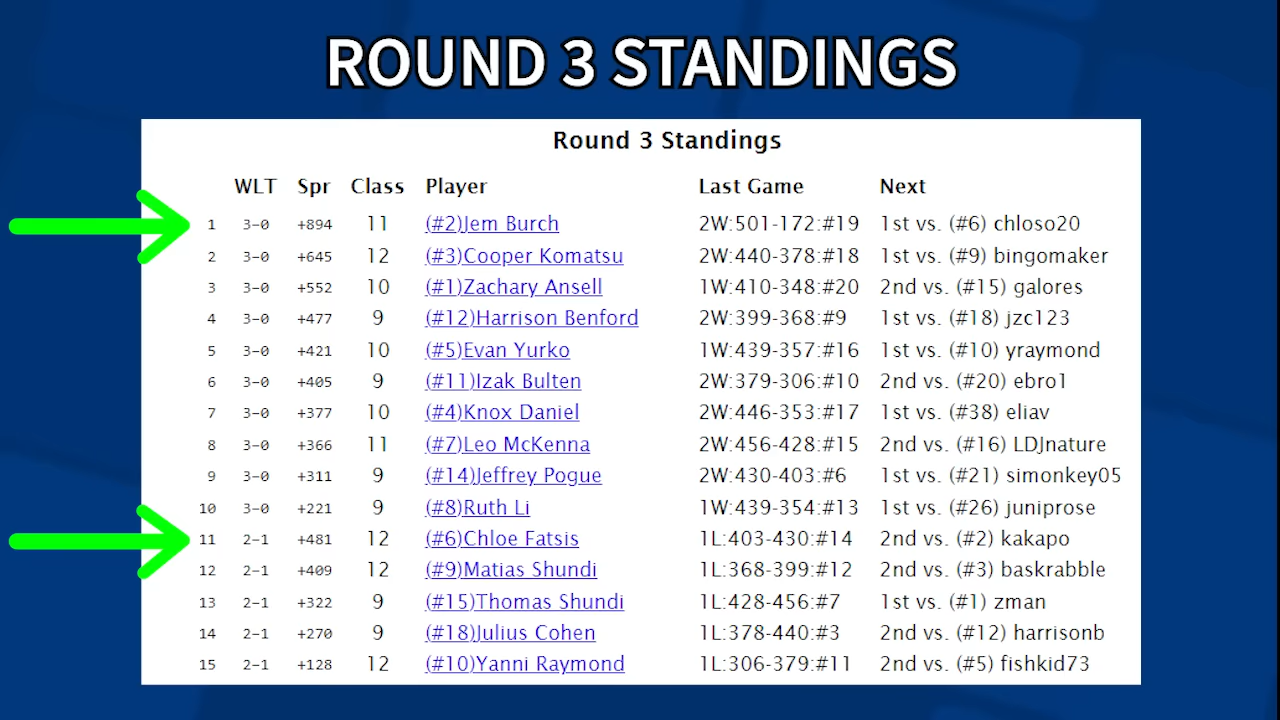 ROUND 3 STANDINGS
Round 3 Standings
WLT Spr Class Player Last Game Next
1 3-0 +894 11 (#2)Jem Burch 2W:501-172:#19 1st vs. (#6) chloso20
2 3-0 +645 12 (#3)Cooper Komatsu 2W:440-378:#18 1st vs. (#9) bingomaker
3 3-0 +552 10 (#1)Zachary Ansell 1W:410-348:#20 2nd vs. (#15) galores
4 3-0 +477 9 (#12)Harrison Benford 2W:399-368:#9 1st vs. (#18) jzc123
5 3-0 +421 10 (#5)Evan Yurko 1W:439-357:#16 1st vs. (#10) yraymond
6 3-0 +405 9 (#11)Izak Bulten 2W:379-306:#10 2nd vs. (#20) ebro1
7 3-0 +377 10 (#4)Knox Daniel 2W:446-353:#17 1st vs. (#38) eliav
8 3-0 +366 11 (#7)Leo McKenna 2W:456-428:#15 2nd vs. (#16) LDJnature
9 3-0 +311 9 (#14)Jeffrey Pogue 2W:430-403:#6 1st vs. (#21) simonkey05
10 3-0 +221 9 (#8)Ruth Li 1W:439-354:#13 1st vs. (#26) juniprose
11 2-1 +481 12 (#6)Chloe Fatsis 1L:403-430:#14 2nd vs. (#2) kakapo
12 2-1 +409 12 (#9)Matias Shundi 1L:368-399:#12 2nd vs. (#3) baskrabble
13 2-1 +322 9 (#15)Thomas Shundi 1L:428-456:#7 1st vs. (#1) zman
14 2-1 +270 9 (#18)Julius Cohen 1L:378-440:#3 2nd vs. (#12) harrisonb
15 2-1 +128 12 (#10)Yanni Raymond 1L:306-379:#11 2nd vs. (#5) fishkid73